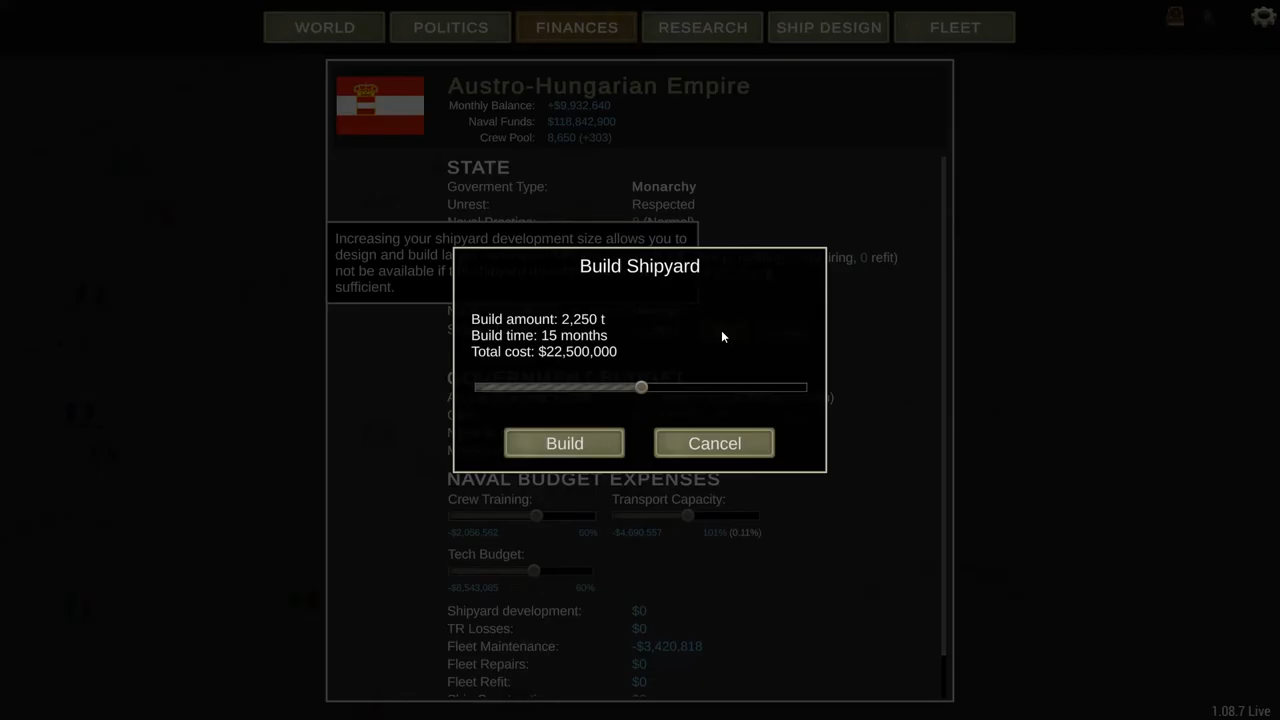 WORLD
POLITICS
FINANCES
RESEARCH
SHIP DESIGN
FLEET
Austro-Hungarian Empire
Monthly Balance: +$9,932,640
Naval Funds: $118,842,900
Crew Pool: 8,650 (+303)
STATE
Goverment Type: Monarchy
Unrest: Respected
Increasing your shipyard development size allows you to
design and build la
not be available if t
sufficient.
iring, 0 refit)
Build Shipyard
Build amount: 2,250 t
Build time: 15 months
Total cost: $22,500,000
Build
Cancel
NAVAL BUDGET EXPENSES
Crew Training:
Transport Capacity:
-$2,056,562 60%
-$4,690,557 101% (0.11%)
Tech Budget:
-$8,543,085 60%
Shipyard development: $0
TR Losses: $0
Fleet Maintenance: -$3,420,818
Fleet Repairs: $0
Fleet Refit: $0
1.08.7 Live